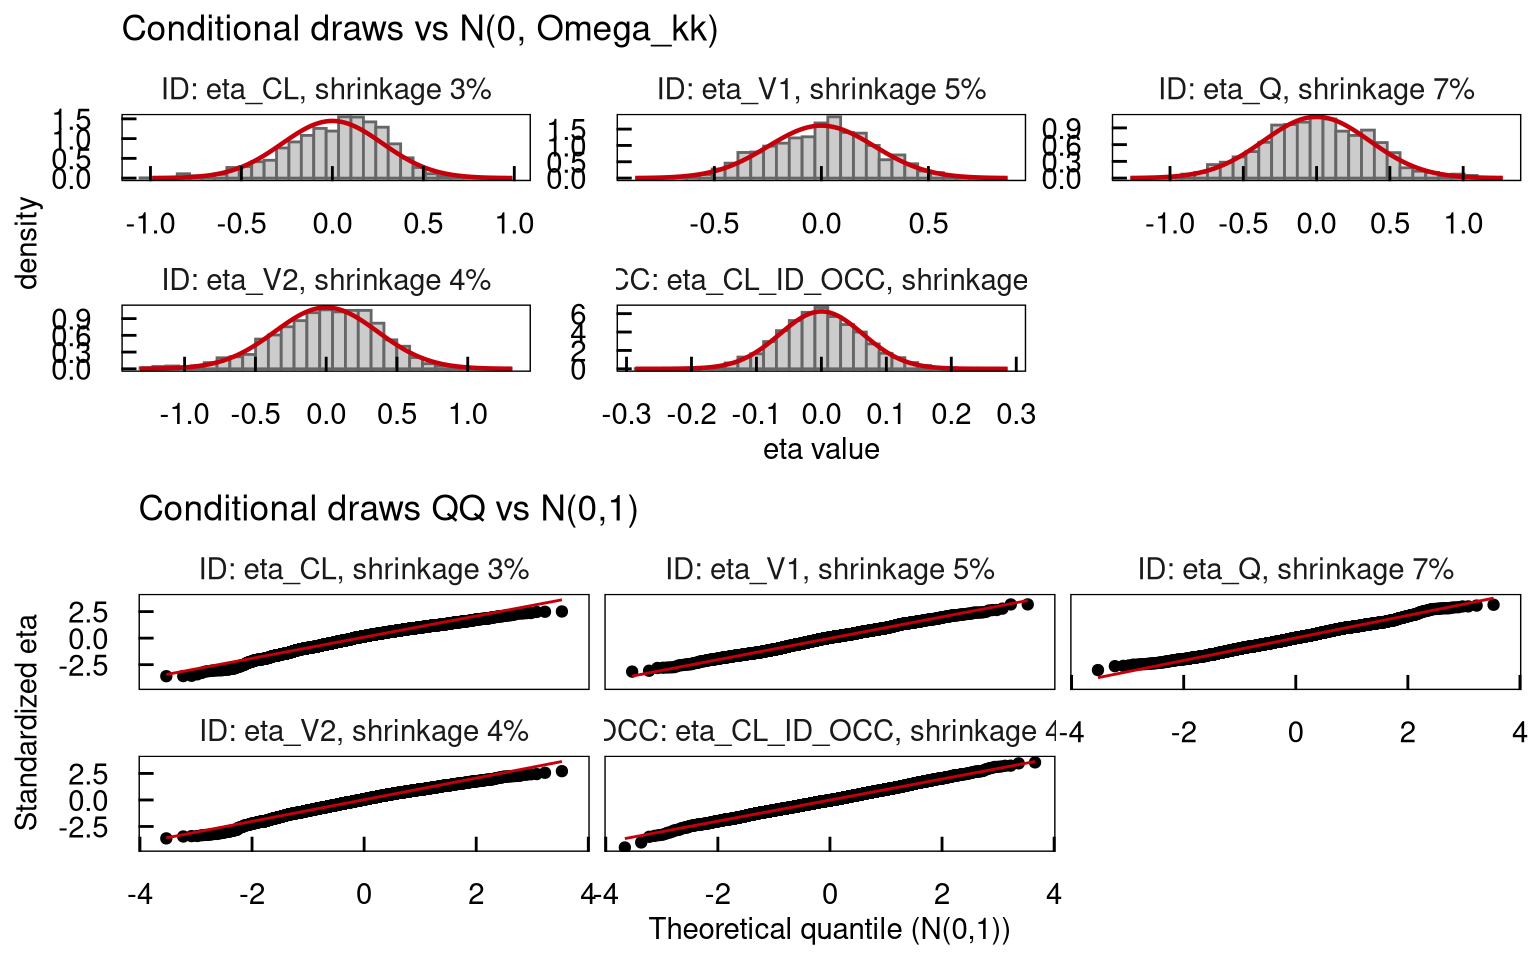 Conditional draws vs N(0, Omega_kk)
ID: eta_CL, shrinkage 3%
ID: eta_V1, shrinkage 5%
ID: eta_Q, shrinkage 7%
1.5
1.0
0.5
0.0
1.5
1.0
0.5
0.0
0.9
0.6
0.3
0.0
-1.0 -0.5 0.0 0.5 1.0
-0.5 0.0 0.5
-1.0 -0.5 0.0 0.5 1.0
density
ID: eta_V2, shrinkage 4%
CC: eta_CL_ID_OCC, shrinkage
0.9
0.6
0.3
0.0
6
4
2
0
-1.0 -0.5 0.0 0.5 1.0
-0.3 -0.2 -0.1 0.0 0.1 0.2 0.3
eta value
Conditional draws QQ vs N(0,1)
ID: eta_CL, shrinkage 3%
ID: eta_V1, shrinkage 5%
ID: eta_Q, shrinkage 7%
2.5
0.0
-2.5
Standardized eta
ID: eta_V2, shrinkage 4%
OCC: eta_CL_ID_OCC, shrinkage 4
-4 -2 0 2 4
2.5
0.0
-2.5
-4 -2 0 2 4
-4 -2 0 2 4
Theoretical quantile (N(0,1))